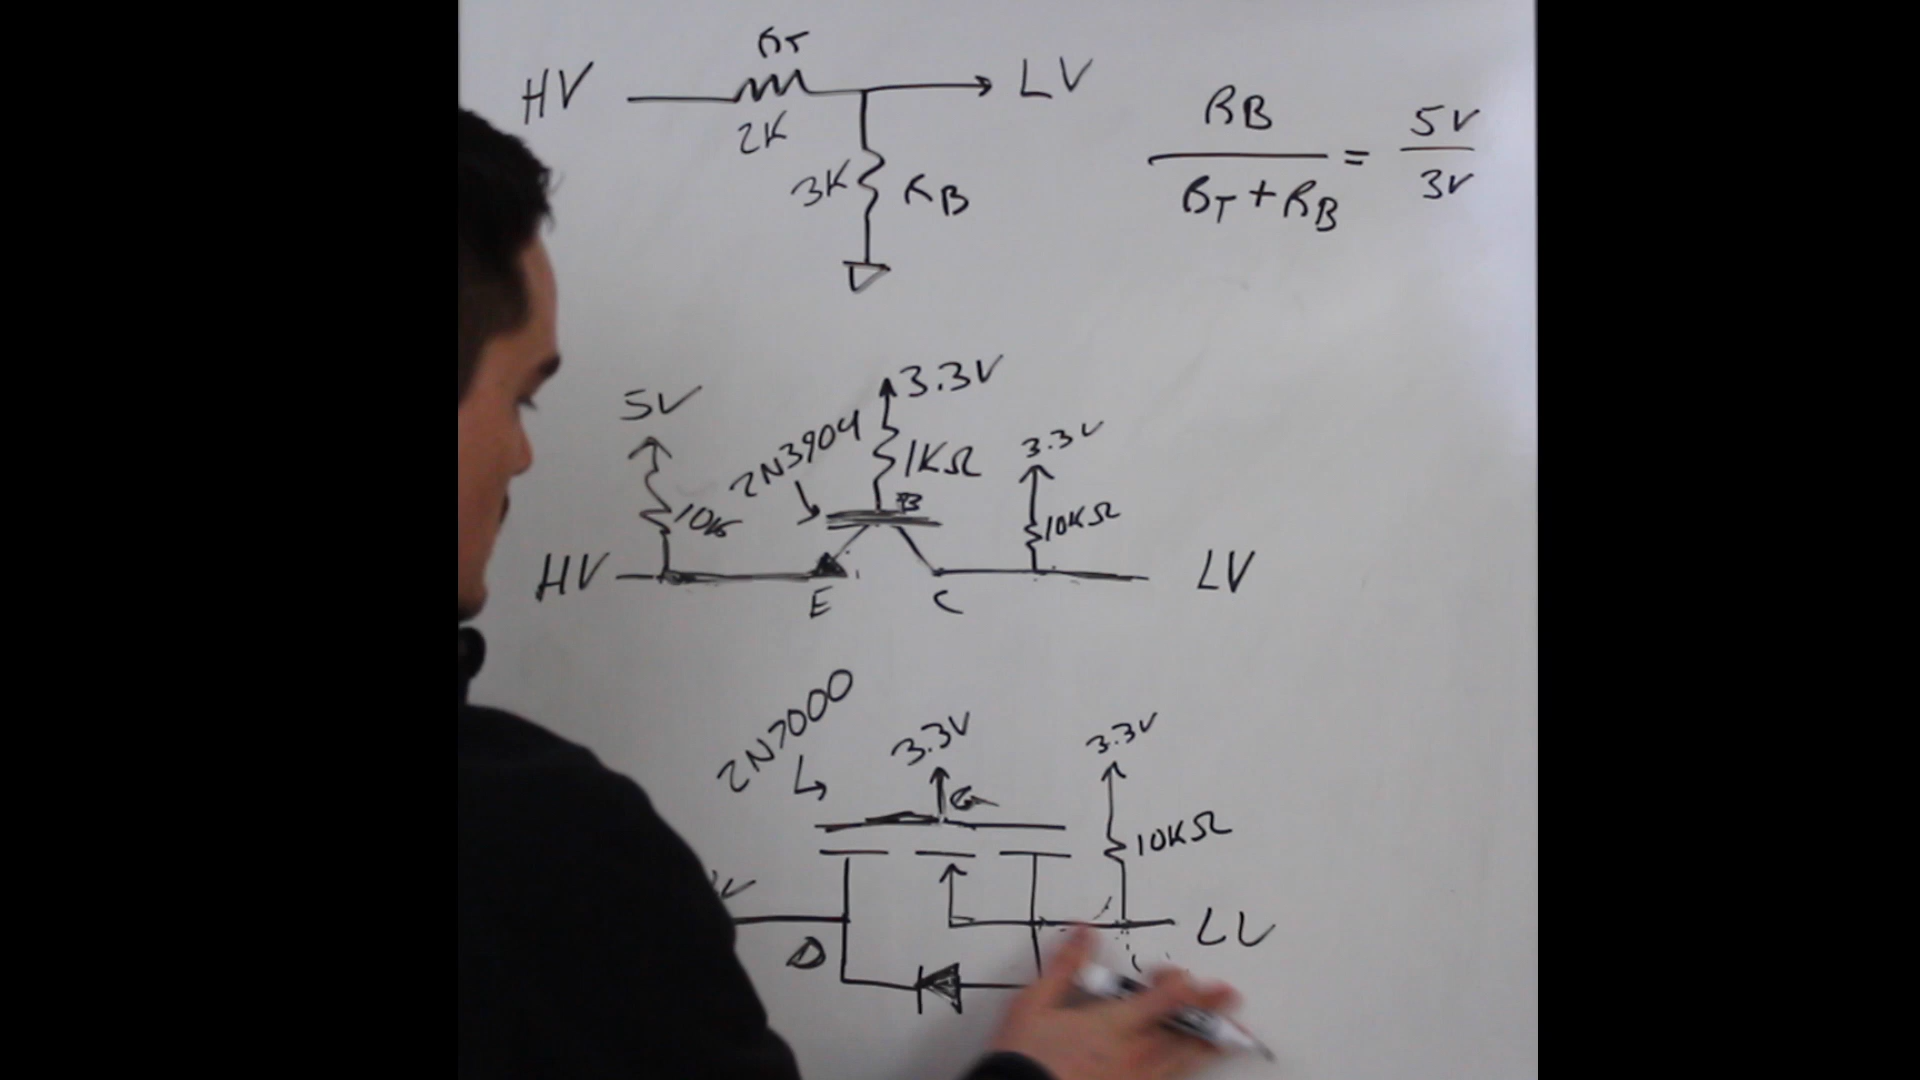 RT
HV
LV
2K
3K
RB
RB
RT + RB
=
5V
3V
5V
3.3V
2N3904
1KΩ
3.3V
10K
B
10KΩ
HV
LV
E
C
2N7000
3.3V
3.3V
G
10KΩ
LV
D